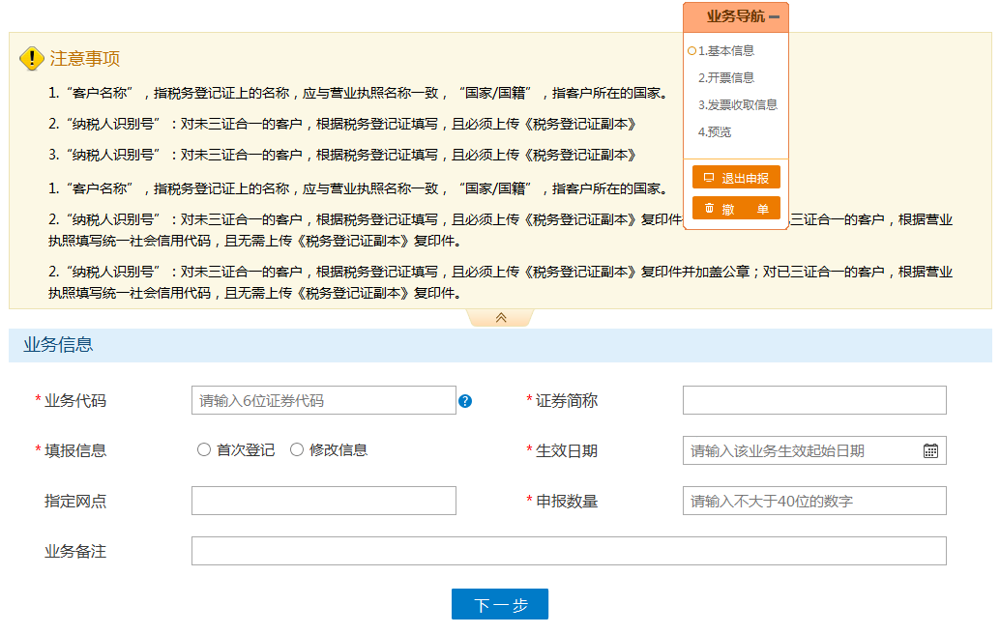 业务导航
1.基本信息
2.开票信息
3.发票收取信息
4.预览
退出申报
撤 单
注意事项
1.“客户名称”，指税务登记证上的名称，应与营业执照名称一致，“国家/国籍”，指客户所在的国家。
2.“纳税人识别号”：对未三证合一的客户，根据税务登记证填写，且必须上传《税务登记证副本》
3.“纳税人识别号”：对未三证合一的客户，根据税务登记证填写，且必须上传《税务登记证副本》
1.“客户名称”，指税务登记证上的名称，应与营业执照名称一致，“国家/国籍”，指客户所在的国家。
2.“纳税人识别号”：对未三证合一的客户，根据税务登记证填写，且必须上传《税务登记证副本》复印件 三证合一的客户，根据营业
执照填写统一社会信用代码，且无需上传《税务登记证副本》复印件。
2.“纳税人识别号”：对未三证合一的客户，根据税务登记证填写，且必须上传《税务登记证副本》复印件并加盖公章；对已三证合一的客户，根据营业
执照填写统一社会信用代码，且无需上传《税务登记证副本》复印件。
业务信息
*业务代码 请输入6位证券代码 ? *证券简称
*填报信息 首次登记 修改信息 *生效日期 请输入该业务生效起始日期
指定网点 *申报数量 请输入不大于40位的数字
业务备注
下一步